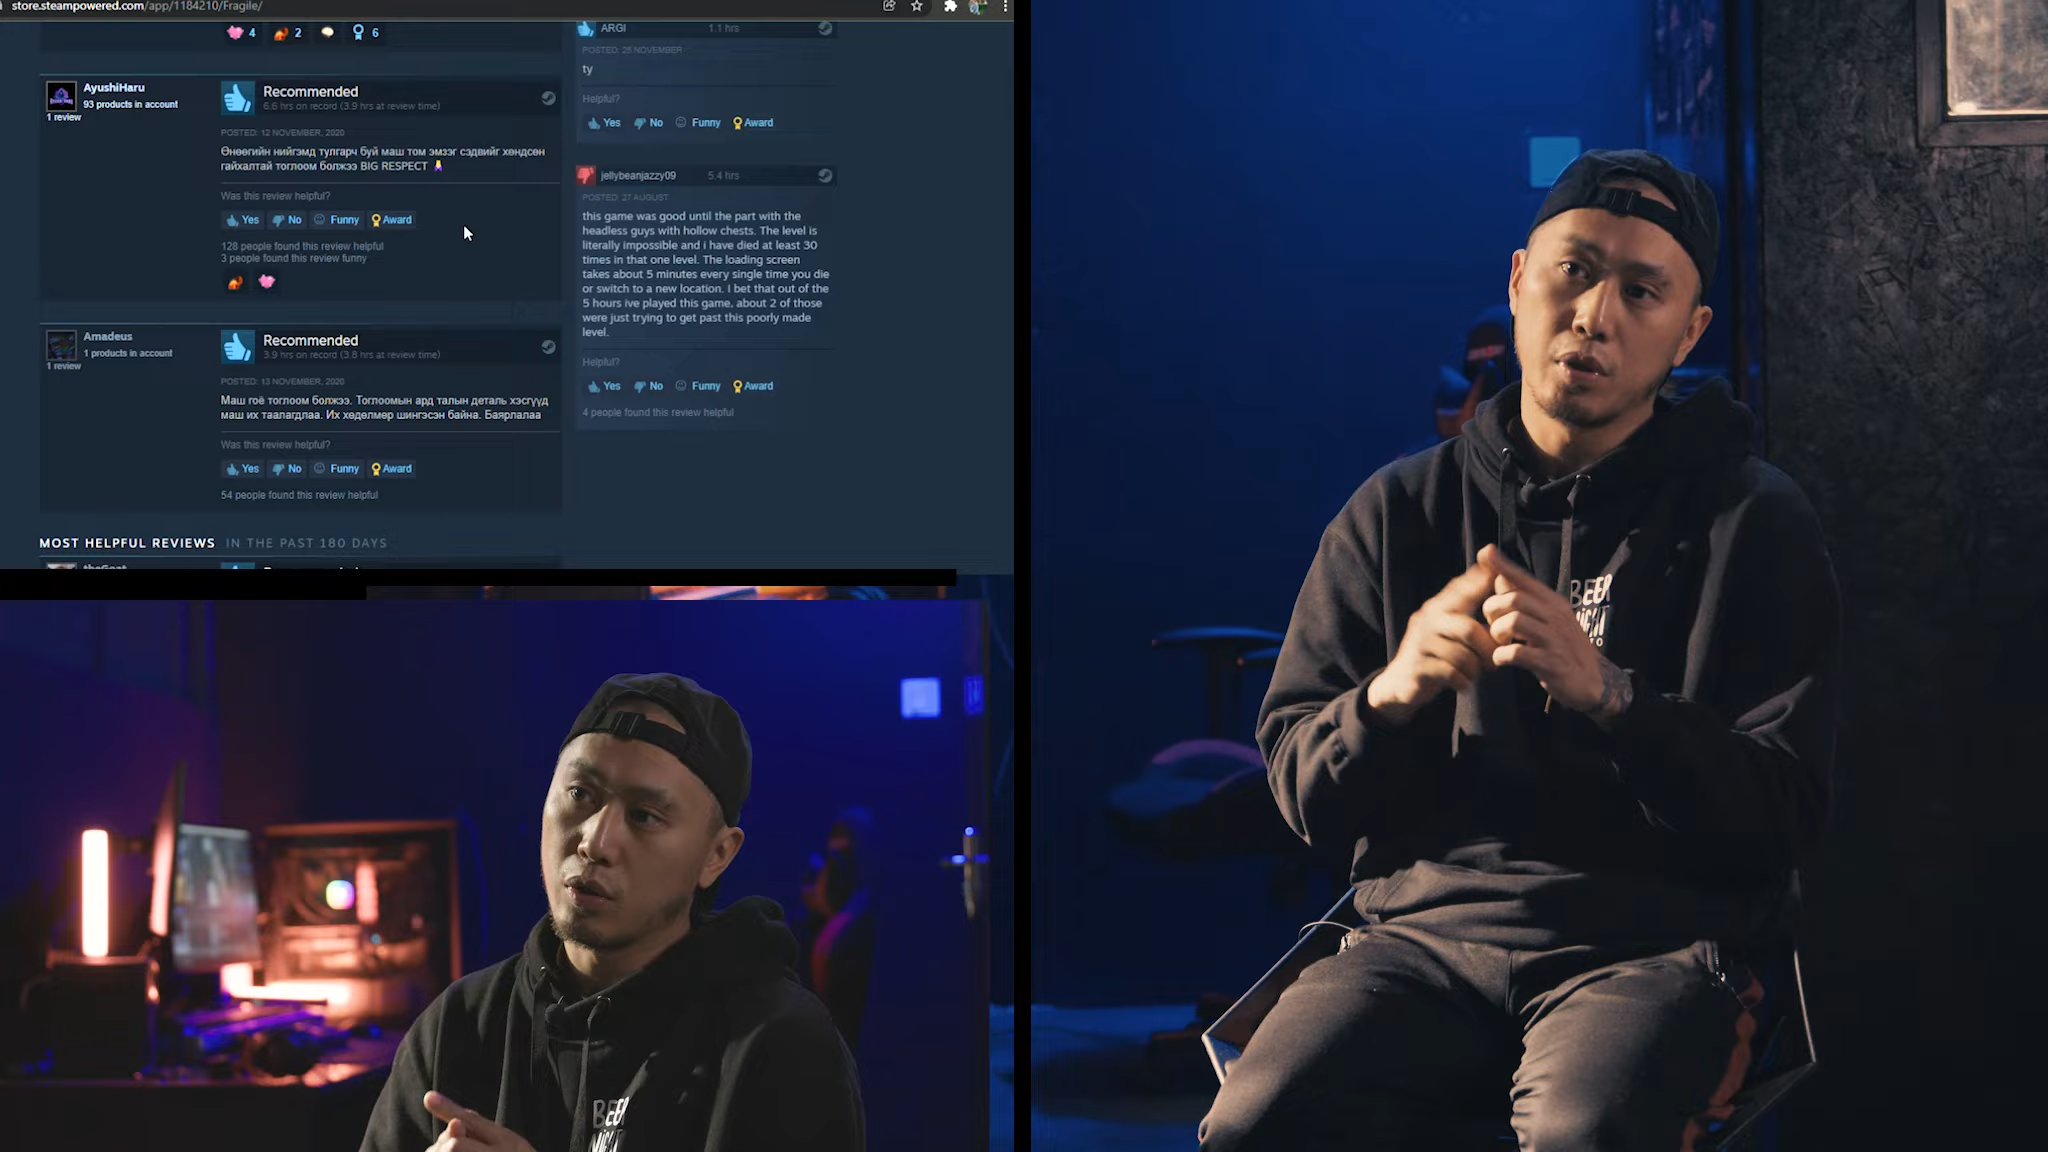 store.steampowered.com/app/1184210/Fragile/
4 2 6
AyushiHaru
93 products in account
1 review
Recommended
6.6 hrs on record (3.9 hrs at review time)
POSTED: 12 NOVEMBER, 2020
Өнөөгийн нийгэмд тулгарч буй маш том эмзэг сэдвийг хөндсөн
гайхалтай тоглоом болжээ BIG RESPECT
Was this review helpful?
Yes No Funny Award
128 people found this review helpful
3 people found this review funny
Amadeus
1 products in account
1 review
Recommended
3.9 hrs on record (3.8 hrs at review time)
POSTED: 13 NOVEMBER, 2020
Маш гоё тоглоом болжээ. Тоглоомын ард талын деталь хэсгүүд
маш их таалагдлаа. Их хөдөлмөр шингэсэн байна. Баярлалаа
Was this review helpful?
Yes No Funny Award
54 people found this review helpful
MOST HELPFUL REVIEWS IN THE PAST 180 DAYS
ARGI 1.1 hrs
POSTED: 25 NOVEMBER
ty
Helpful?
Yes No Funny Award
jellybeanjazzy09 5.4 hrs
POSTED: 27 AUGUST
this game was good until the part with the
headless guys with hollow chests. The level is
literally impossible and i have died at least 30
times in that one level. The loading screen
takes about 5 minutes every single time you die
or switch to a new location. I bet that out of the
5 hours ive played this game, about 2 of those
were just trying to get past this poorly made
level.
Helpful?
Yes No Funny Award
4 people found this review helpful
BEER
NIGHT
BEER
NIGHT